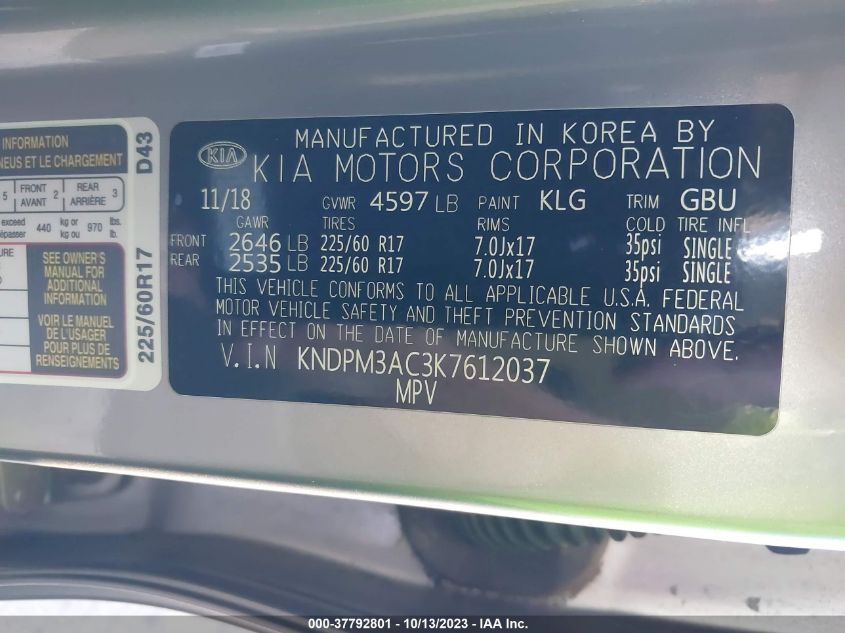 INFORMATION
NEUS ET LE CHARGEMENT
5 FRONT AVANT 2 REAR ARRIÈRE 3
exceed 440 kg or 970 lbs.
épasser kg ou lb.
SEE OWNER'S
MANUAL FOR
ADDITIONAL
INFORMATION
VOIR LE MANUEL
DE L'USAGER
POUR PLUS DE
RENSEIGNEMENTS
225/60R17 D43
KIA
MANUFACTURED IN KOREA BY
KIA MOTORS CORPORATION
11/18 GVWR 4597 LB PAINT KLG TRIM GBU
GAWR TIRES RIMS COLD TIRE INFL
FRONT 2646 LB 225/60 R17 7.0Jx17 35psi SINGLE
REAR 2535 LB 225/60 R17 7.0Jx17 35psi SINGLE
THIS VEHICLE CONFORMS TO ALL APPLICABLE U.S.A. FEDERAL
MOTOR VEHICLE SAFETY AND THEFT PREVENTION STANDARDS
IN EFFECT ON THE DATE OF MANUFACTURE SHOWN ABOVE.
V.I.N KNDPM3AC3K7612037
MPV
000-37792801 - 10/13/2023 - IAA Inc.